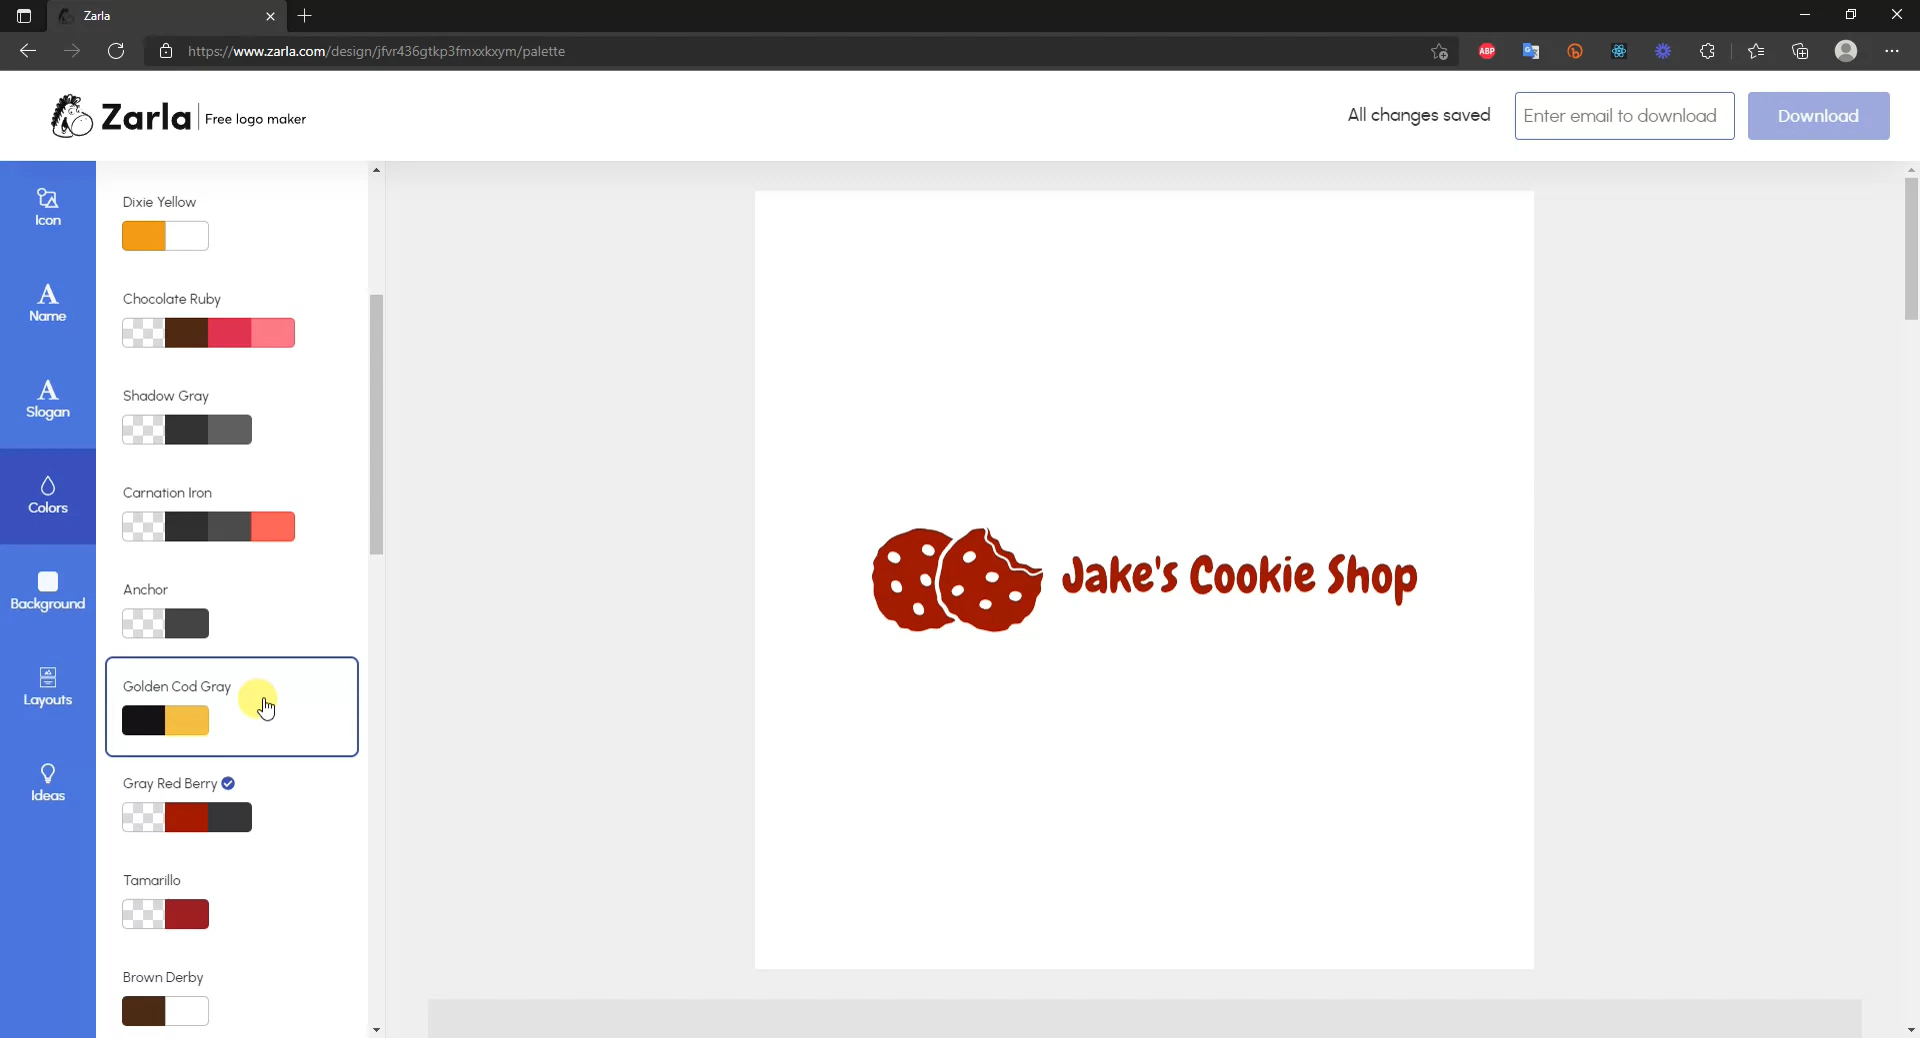 Zarla
https://www.zarla.com/design/jfvr436gtkp3fmxxkxym/palette
ABP
Zarla
Free logo maker
All changes saved
Enter email to download
Download
Icon
Name
Slogan
Colors
Background
Layouts
Ideas
Dixie Yellow
Chocolate Ruby
Shadow Gray
Carnation Iron
Anchor
Golden Cod Gray
Gray Red Berry
Tamarillo
Brown Derby
Jake's Cookie Shop